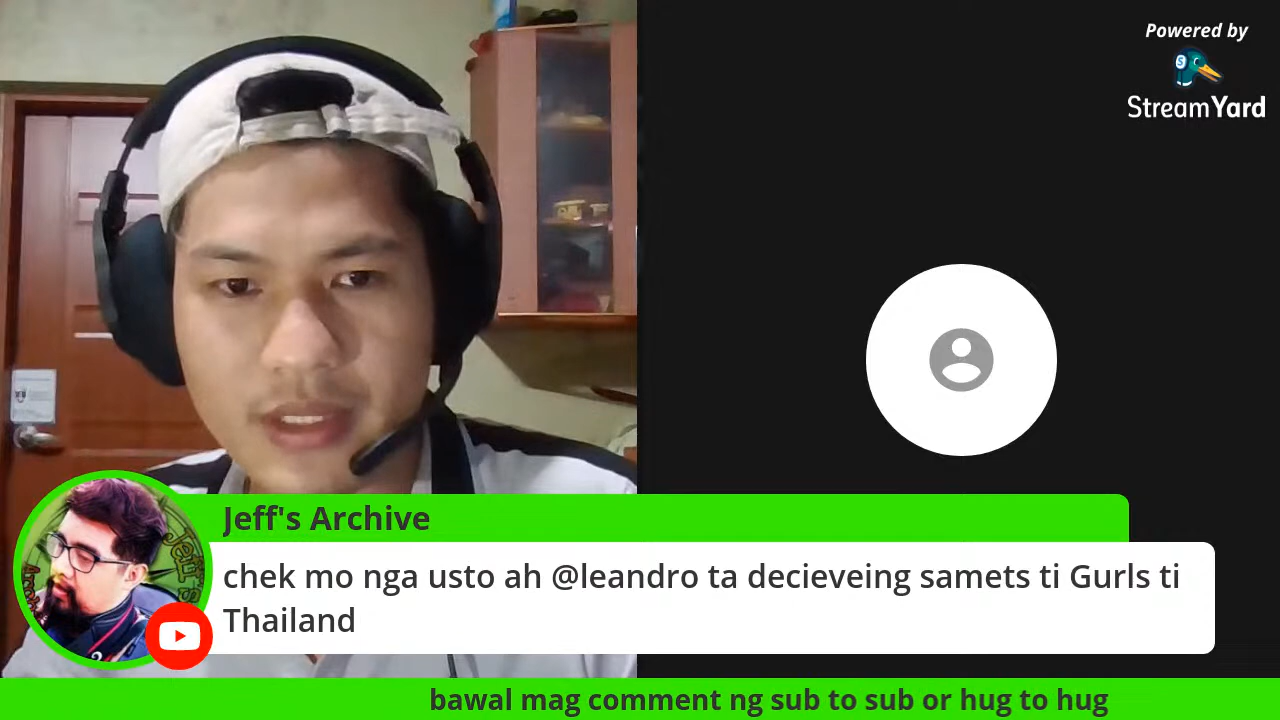 Powered by
StreamYard
Jeff's Archive
chek mo nga usto ah @leandro ta decieveing samets ti Gurls ti
Thailand
bawal mag comment ng sub to sub or hug to hug